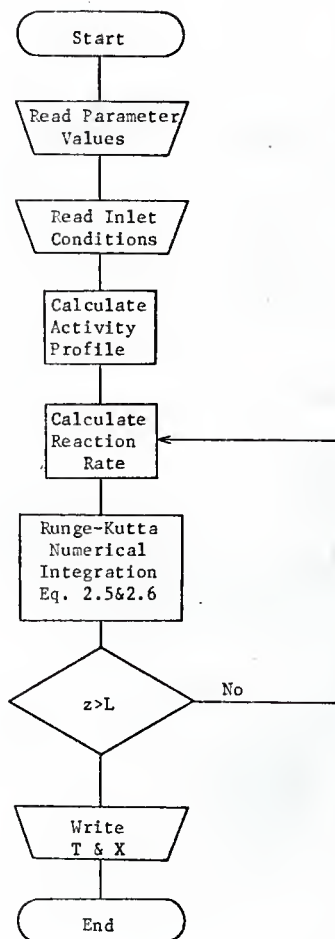 Start
Read Parameter
Values
Read Inlet
Conditions
Calculate
Activity
Profile
Calculate
Reaction
Rate
Runge-Kutta
Numerical
Integration
Eq. 2.5&2.6
z>L
No
Write
T & X
End